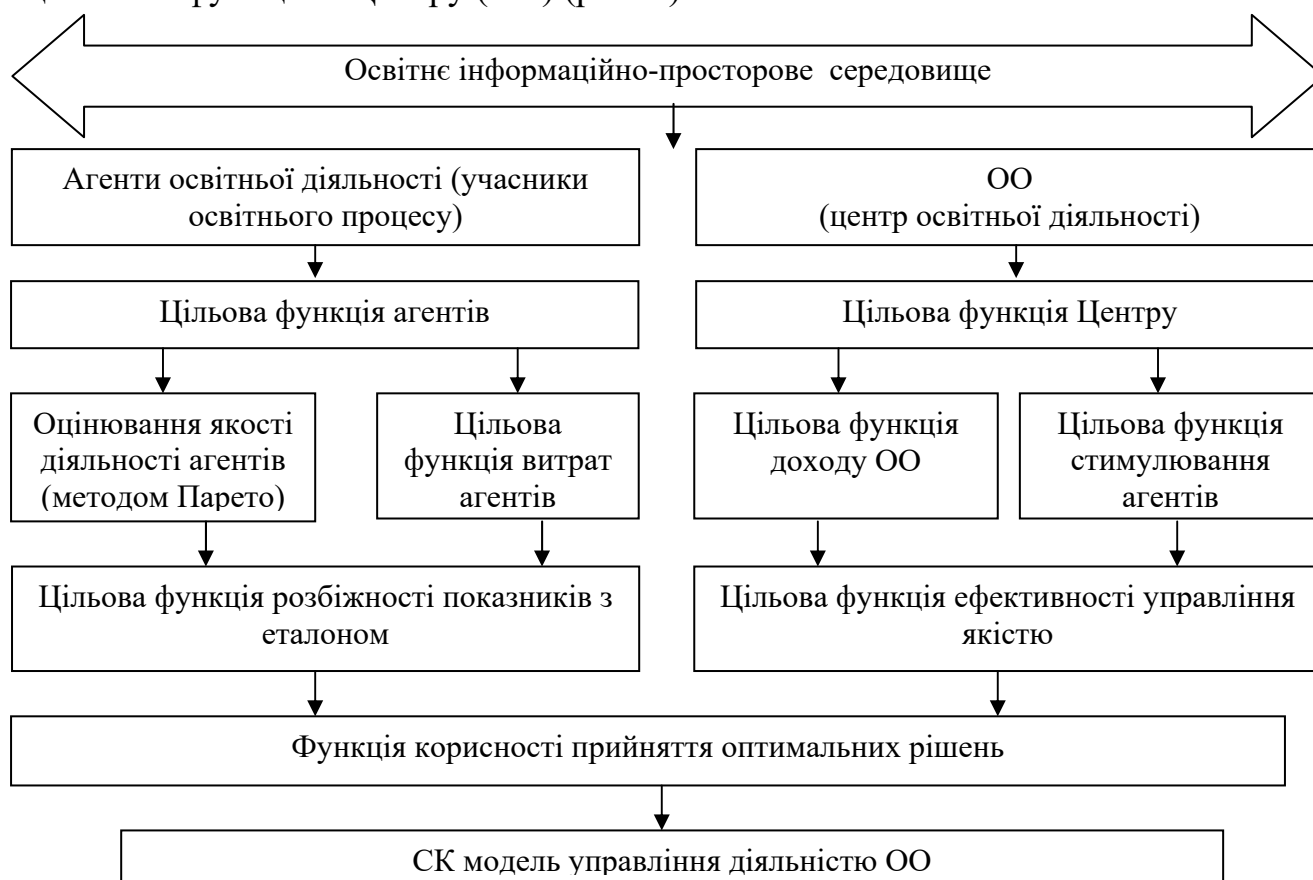 Освітнє інформаційно-просторове середовище
Агенти освітньої діяльності (учасники
освітнього процесу)
ОО
(центр освітньої діяльності)
Цільова функція агентів
Цільова функція Центру
Оцінювання якості
діяльності агентів
(методом Парето)
Цільова
функція витрат
агентів
Цільова функція
доходу ОО
Цільова функція
стимулювання
агентів
Цільова функція розбіжності показників з
еталоном
Цільова функція ефективності управління
якістю
Функція корисності прийняття оптимальних рішень
СК модель управління діяльністю ОО